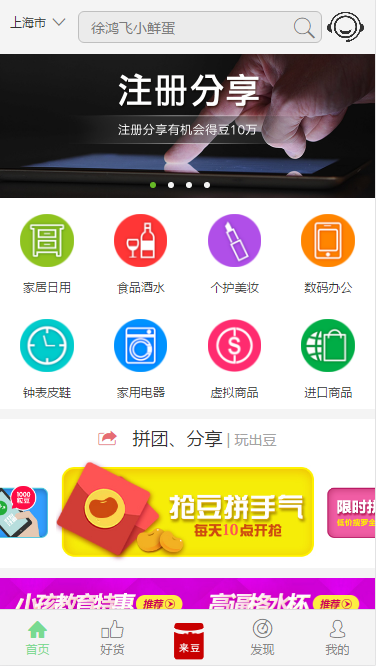 上海市
徐鸿飞小鲜蛋
注册分享
注册分享有机会得豆10万
家居日用
食品酒水
个护美妆
数码办公
钟表皮鞋
家用电器
虚拟商品
进口商品
拼团、分享 | 玩出豆
1000
抢豆拼手气
每天10点开抢
限时拼
低价搜罗全
小孩教育特惠 推荐
高逼格水杯 推荐
首页
好货
来豆
发现
我的